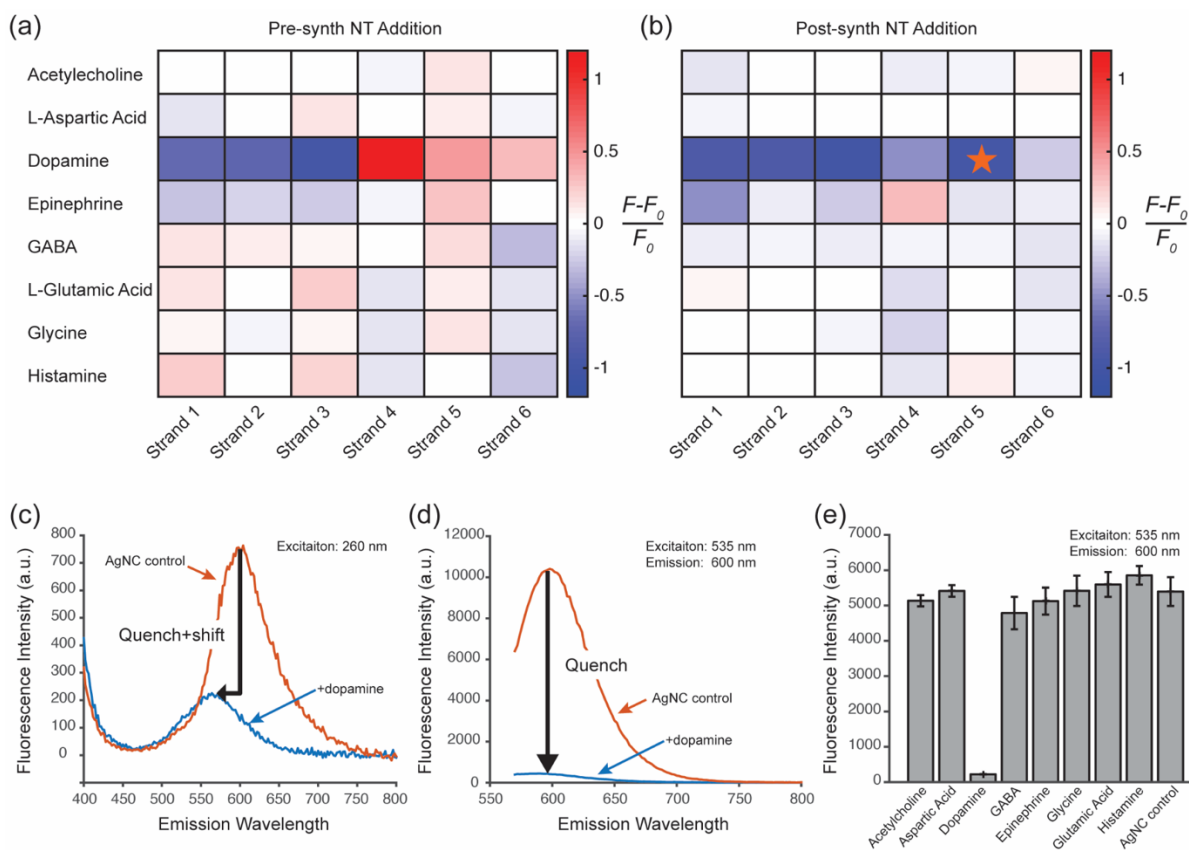 (a)
Pre-synth NT Addition
Acetylecholine
L-Aspartic Acid
Dopamine
Epinephrine
GABA
L-Glutamic Acid
Glycine
Histamine
Strand 1
Strand 2
Strand 3
Strand 4
Strand 5
Strand 6
1
0.5
0
-0.5
-1
F-F0
F0
(b)
Post-synth NT Addition
Strand 1
Strand 2
Strand 3
Strand 4
Strand 5
Strand 6
1
0.5
0
-0.5
-1
F-F0
F0
(c)
Fluorescence Intensity (a.u.)
800
700
600
500
400
300
200
100
0
Excitaiton: 260 nm
AgNC control
Quench+shift
+dopamine
400 450 500 550 600 650 700 750 800
Emission Wavelength
(d)
Fluorescence Intensity (a.u.)
12000
10000
8000
6000
4000
2000
0
Excitaiton: 535 nm
Emission: 600 nm
Quench
AgNC control
+dopamine
550 600 650 700 750 800
Emission Wavelength
(e)
Fluorescence Intensity (a.u.)
7000
6000
5000
4000
3000
2000
1000
0
Excitaiton: 535 nm
Emission: 600 nm
Acetylcholine
Aspartic Acid
Dopamine
GABA
Epinephrine
Glycine
Glutamic Acid
Histamine
AgNC control